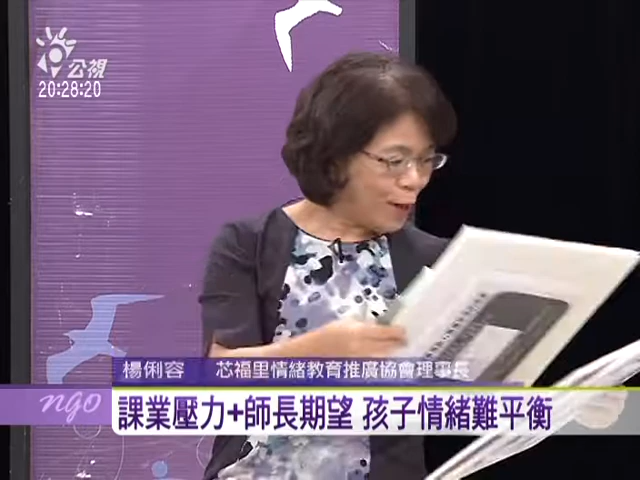 公視
20:28:20
楊俐容 芯福里情緒教育推廣協會理事長
ngo
課業壓力+師長期望 孩子情緒難平衡